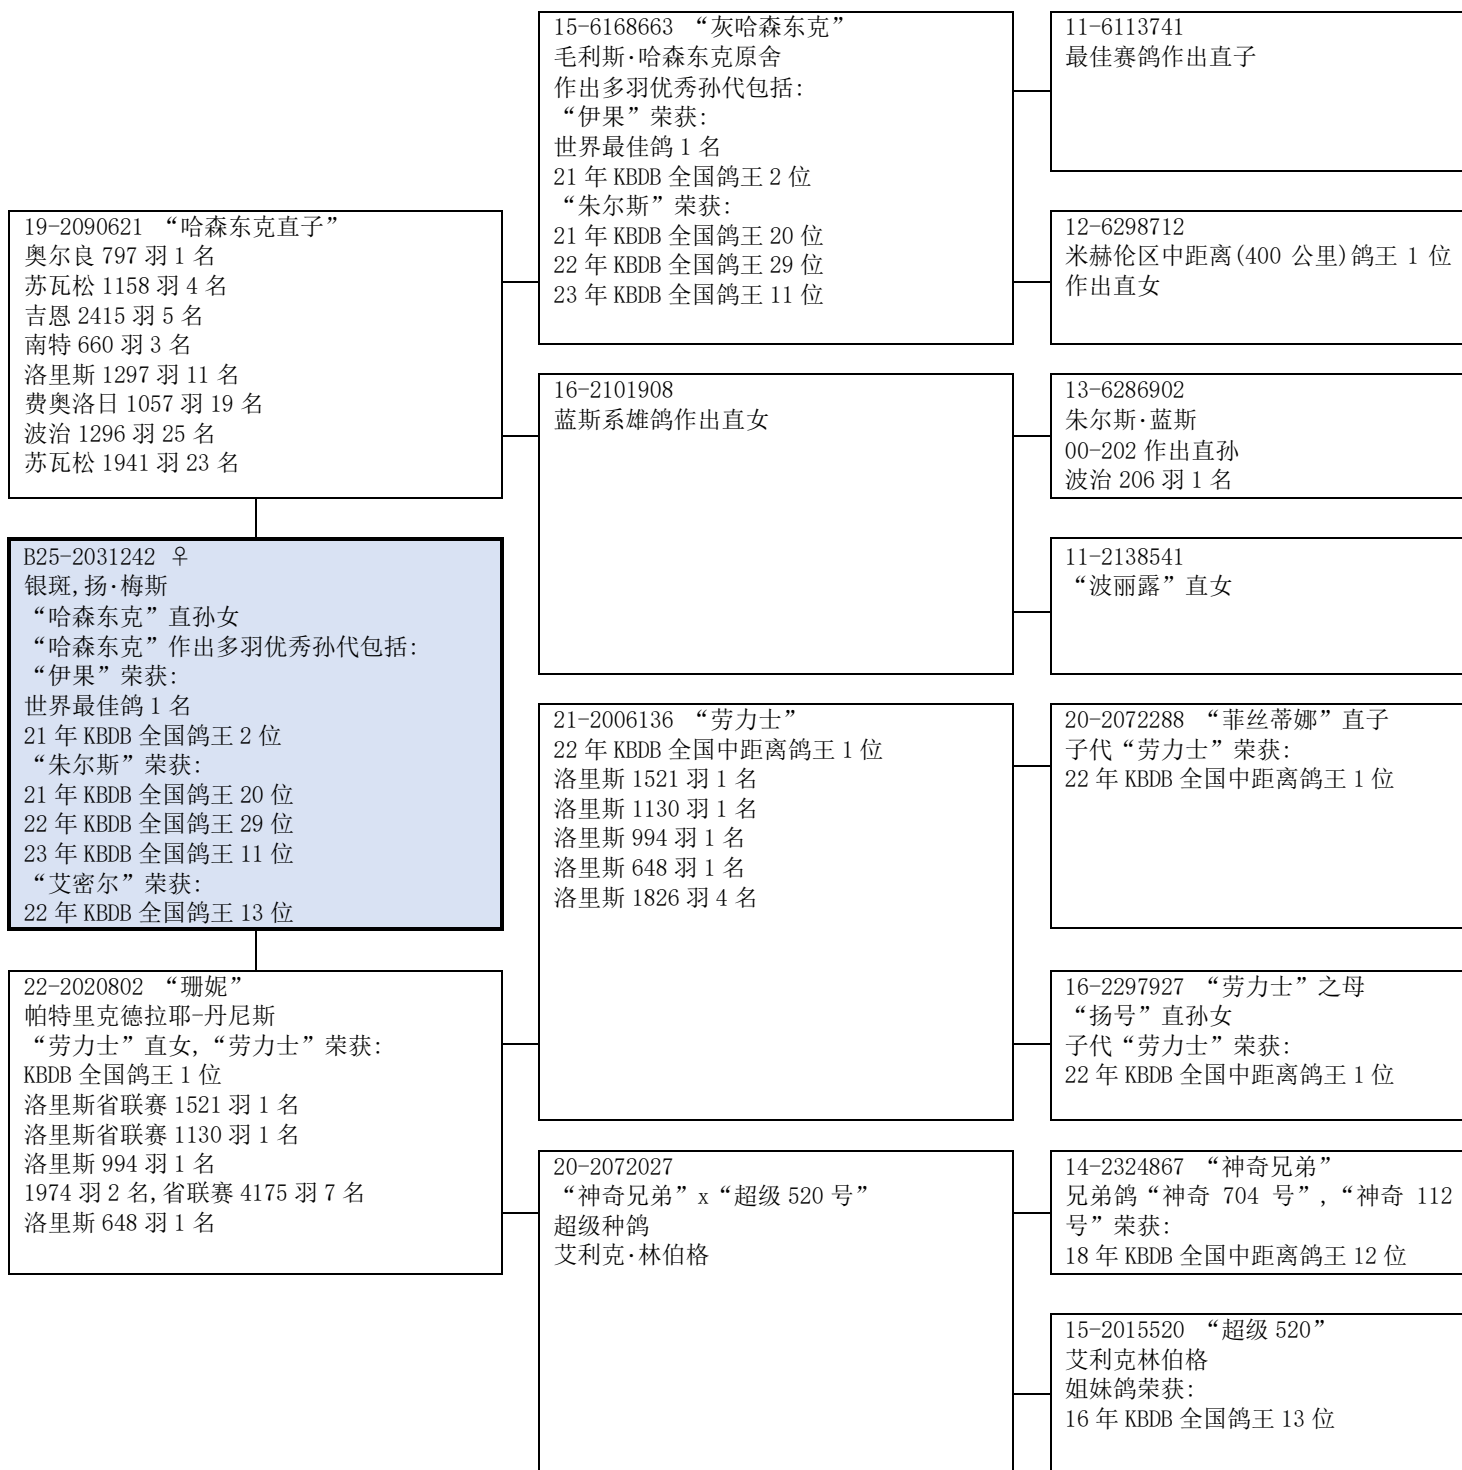 15-6168663 “灰哈森东克”
毛利斯·哈森东克原舍
作出多羽优秀孙代包括:
“伊果”荣获:
世界最佳鸽 1 名
21 年 KBDB 全国鸽王 2 位
“朱尔斯”荣获:
21 年 KBDB 全国鸽王 20 位
22 年 KBDB 全国鸽王 29 位
23 年 KBDB 全国鸽王 11 位
11-6113741
最佳赛鸽作出直子
19-2090621 “哈森东克直子”
奥尔良 797 羽 1 名
苏瓦松 1158 羽 4 名
吉恩 2415 羽 5 名
南特 660 羽 3 名
洛里斯 1297 羽 11 名
费奥洛日 1057 羽 19 名
波治 1296 羽 25 名
苏瓦松 1941 羽 23 名
12-6298712
米赫伦区中距离(400 公里)鸽王 1 位
作出直女
16-2101908
蓝斯系雄鸽作出直女
13-6286902
朱尔斯·蓝斯
00-202 作出直孙
波治 206 羽 1 名
B25-2031242 ♀
银斑,扬·梅斯
“哈森东克”直孙女
“哈森东克”作出多羽优秀孙代包括:
“伊果”荣获:
世界最佳鸽 1 名
21 年 KBDB 全国鸽王 2 位
“朱尔斯”荣获:
21 年 KBDB 全国鸽王 20 位
22 年 KBDB 全国鸽王 29 位
23 年 KBDB 全国鸽王 11 位
“艾密尔”荣获:
22 年 KBDB 全国鸽王 13 位
11-2138541
“波丽露”直女
21-2006136 “劳力士”
22 年 KBDB 全国中距离鸽王 1 位
洛里斯 1521 羽 1 名
洛里斯 1130 羽 1 名
洛里斯 994 羽 1 名
洛里斯 648 羽 1 名
洛里斯 1826 羽 4 名
20-2072288 “菲丝蒂娜”直子
子代“劳力士”荣获:
22 年 KBDB 全国中距离鸽王 1 位
22-2020802 “珊妮”
帕特里克德拉耶-丹尼斯
“劳力士”直女,“劳力士”荣获:
KBDB 全国鸽王 1 位
洛里斯省联赛 1521 羽 1 名
洛里斯省联赛 1130 羽 1 名
洛里斯 994 羽 1 名
1974 羽 2 名,省联赛 4175 羽 7 名
洛里斯 648 羽 1 名
16-2297927 “劳力士”之母
“扬号”直孙女
子代“劳力士”荣获:
22 年 KBDB 全国中距离鸽王 1 位
20-2072027
“神奇兄弟”x“超级 520 号”
超级种鸽
艾利克·林伯格
14-2324867 “神奇兄弟”
兄弟鸽“神奇 704 号”,“神奇 112
号”荣获:
18 年 KBDB 全国中距离鸽王 12 位
15-2015520 “超级 520”
艾利克林伯格
姐妹鸽荣获:
16 年 KBDB 全国鸽王 13 位